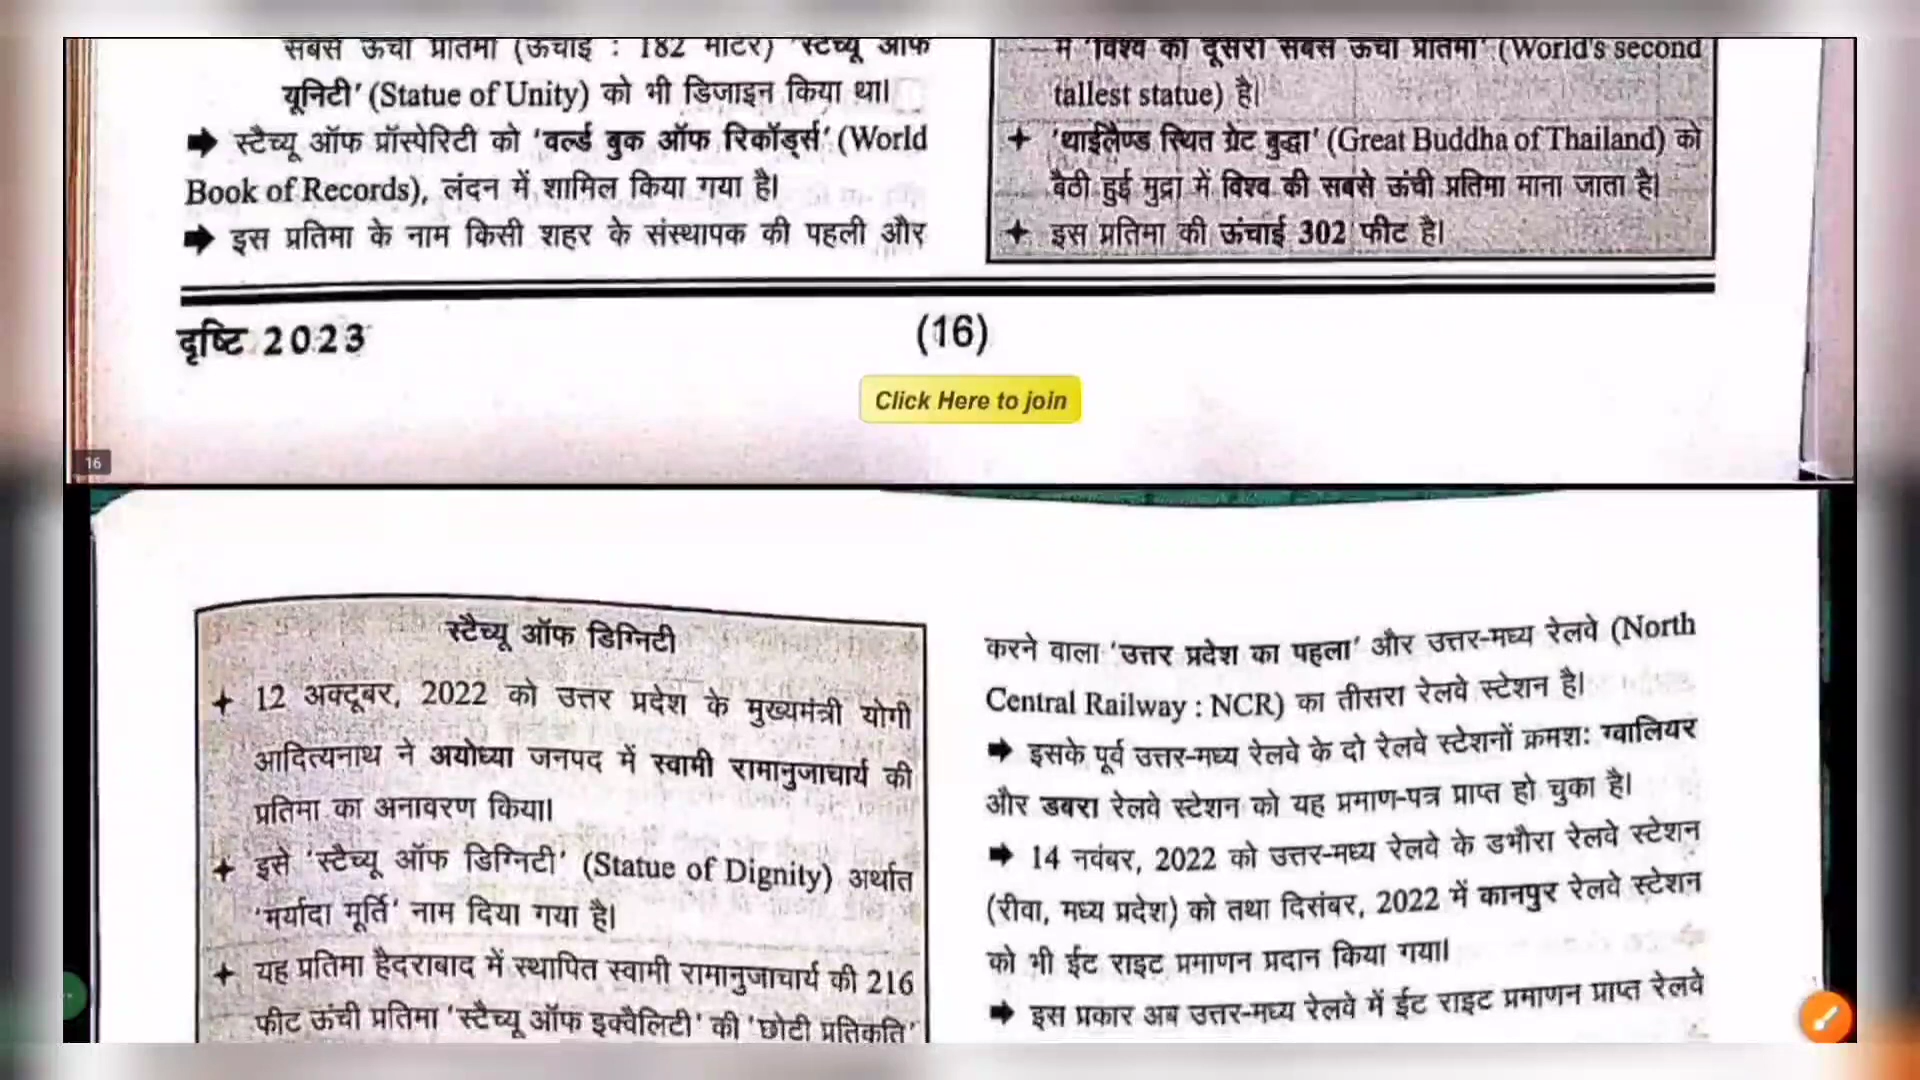 सबसे ऊंची प्रतिमा (ऊंचाई : 182 मीटर) 'स्टैच्यू ऑफ
यूनिटी' (Statue of Unity) को भी डिजाइन किया था।
➡ स्टैच्यू ऑफ प्रॉस्पेरिटी को 'वर्ल्ड बुक ऑफ रिकॉर्ड्स' (World
Book of Records), लंदन में शामिल किया गया है।
➡ इस प्रतिमा के नाम किसी शहर के संस्थापक की पहली और
में 'विश्व की दूसरी सबसे ऊंची प्रतिमा' (World's second
tallest statue) है।
+ 'थाईलैण्ड स्थित ग्रेट बुद्धा' (Great Buddha of Thailand) को
बैठी हुई मुद्रा में विश्व की सबसे ऊंची प्रतिमा माना जाता है।
+ इस प्रतिमा की ऊंचाई 302 फीट है।
दृष्टि 2023
(16)
Click Here to join
16
स्टैच्यू ऑफ डिग्निटी
+ 12 अक्टूबर, 2022 को उत्तर प्रदेश के मुख्यमंत्री योगी
आदित्यनाथ ने अयोध्या जनपद में स्वामी रामानुजाचार्य की
प्रतिमा का अनावरण किया।
+ इसे 'स्टैच्यू ऑफ डिग्निटी' (Statue of Dignity) अर्थात
'मर्यादा मूर्ति' नाम दिया गया है।
+ यह प्रतिमा हैदराबाद में स्थापित स्वामी रामानुजाचार्य की 216
फीट ऊंची प्रतिमा 'स्टैच्यू ऑफ इक्वैलिटी' की 'छोटी प्रतिकृति'
करने वाला 'उत्तर प्रदेश का पहला' और उत्तर-मध्य रेलवे (North
Central Railway : NCR) का तीसरा रेलवे स्टेशन है।
➡ इसके पूर्व उत्तर-मध्य रेलवे के दो रेलवे स्टेशनों क्रमशः ग्वालियर
और डबरा रेलवे स्टेशन को यह प्रमाण-पत्र प्राप्त हो चुका है।
➡ 14 नवंबर, 2022 को उत्तर-मध्य रेलवे के डभौरा रेलवे स्टेशन
(रीवा, मध्य प्रदेश) को तथा दिसंबर, 2022 में कानपुर रेलवे स्टेशन
को भी ईट राइट प्रमाणन प्रदान किया गया।
➡ इस प्रकार अब उत्तर-मध्य रेलवे में ईट राइट प्रमाणन प्राप्त रेलवे